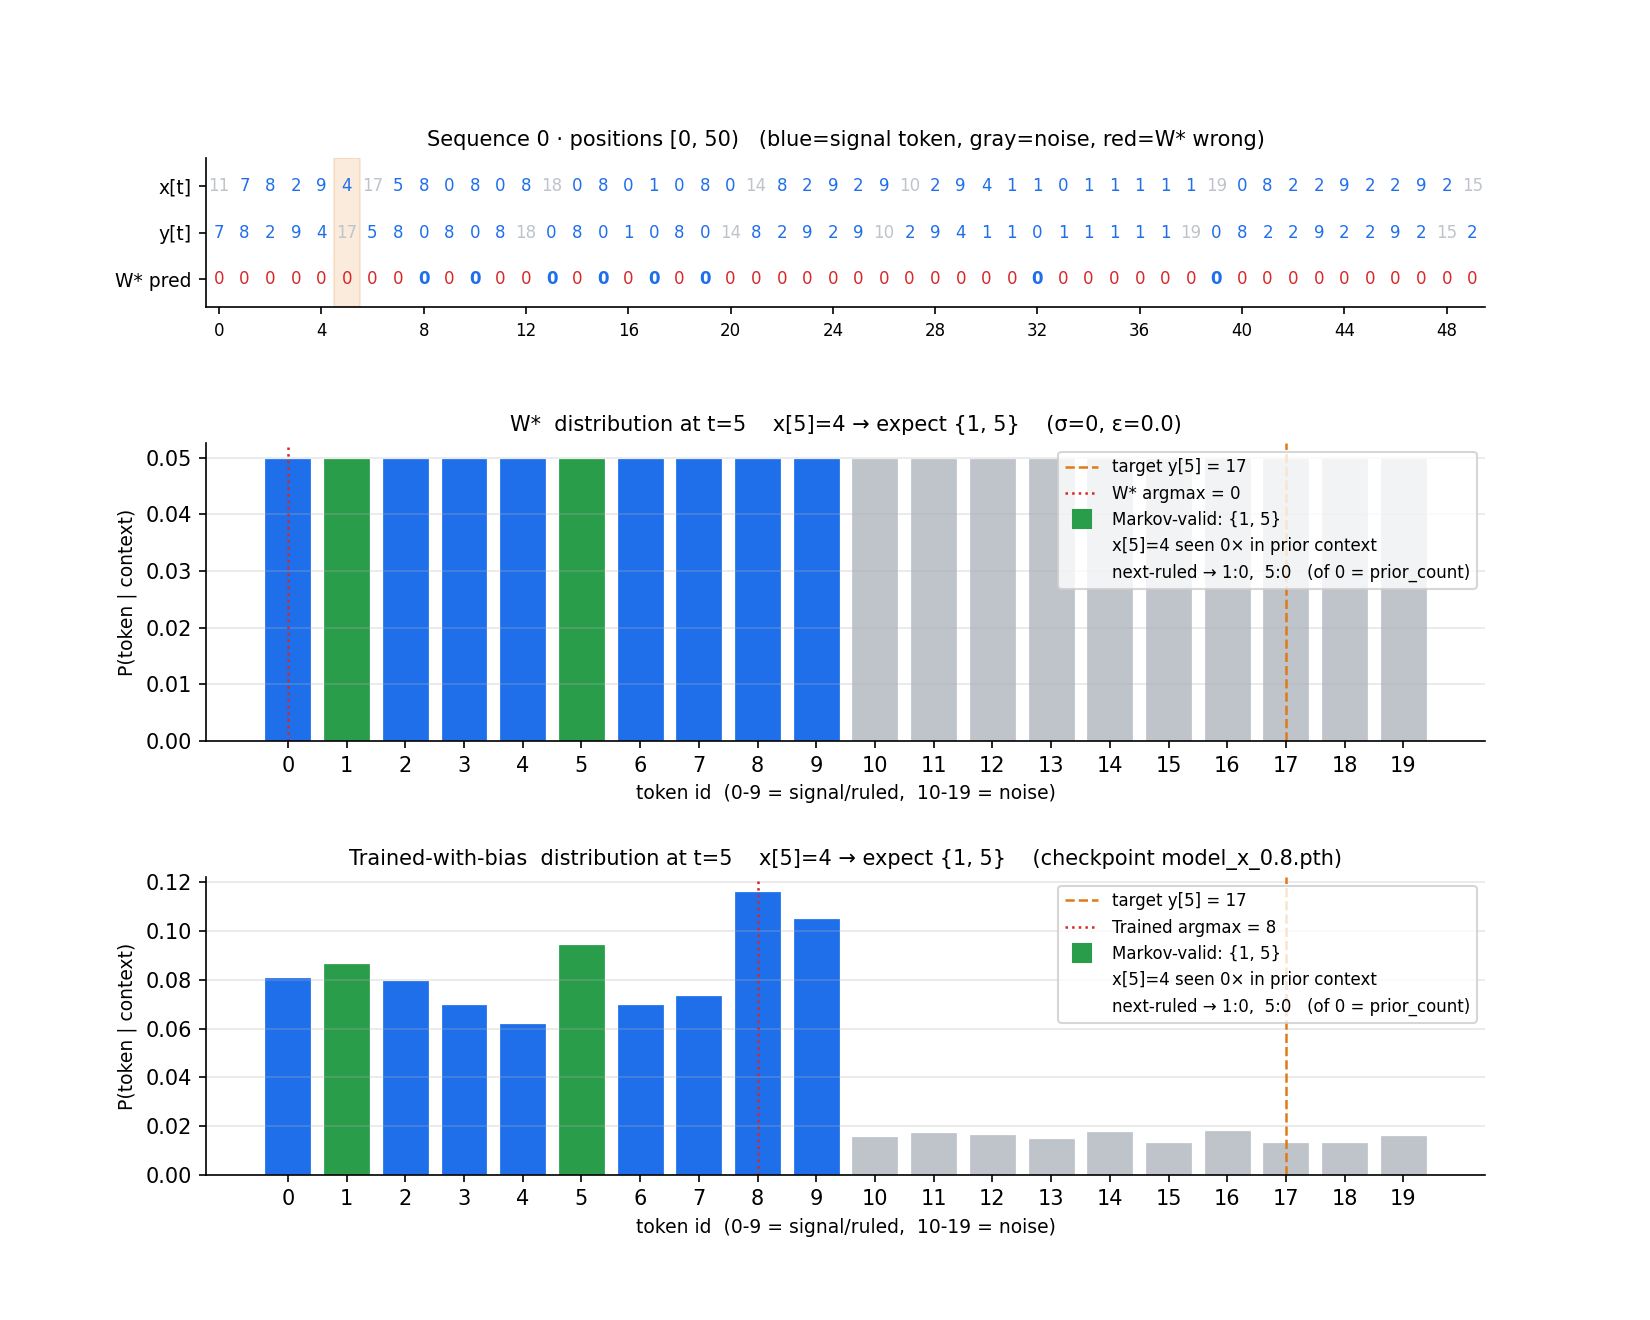 Sequence 0 · positions [0, 50)   (blue=signal token, gray=noise, red=W* wrong)
x[t] 11 7 8 2 9 4 17 5 8 0 8 0 8 18 0 8 0 1 0 8 0 14 8 2 9 2 9 10 2 9 4 1 1 0 1 1 1 1 1 19 0 8 2 2 9 2 2 9 2 15
y[t] 7 8 2 9 4 17 5 8 0 8 0 8 18 0 8 0 1 0 8 0 14 8 2 9 2 9 10 2 9 4 1 1 0 1 1 1 1 1 19 0 8 2 2 9 2 2 9 2 15 2
W* pred 0 0 0 0 0 0 0 0 0 0 0 0 0 0 0 0 0 0 0 0 0 0 0 0 0 0 0 0 0 0 0 0 0 0 0 0 0 0 0 0 0 0 0 0 0 0 0 0 0 0
0 4 8 12 16 20 24 28 32 36 40 44 48
W*  distribution at t=5    x[5]=4 → expect {1, 5}    (σ=0, ε=0.0)
P(token | context)
0.05
0.04
0.03
0.02
0.01
0.00
target y[5] = 17
W* argmax = 0
Markov-valid: {1, 5}
x[5]=4 seen 0× in prior context
next-ruled → 1:0,  5:0   (of 0 = prior_count)
0 1 2 3 4 5 6 7 8 9 10 11 12 13 14 15 16 17 18 19
token id  (0-9 = signal/ruled,  10-19 = noise)
Trained-with-bias  distribution at t=5    x[5]=4 → expect {1, 5}    (checkpoint model_x_0.8.pth)
P(token | context)
0.12
0.10
0.08
0.06
0.04
0.02
0.00
target y[5] = 17
Trained argmax = 8
Markov-valid: {1, 5}
x[5]=4 seen 0× in prior context
next-ruled → 1:0,  5:0   (of 0 = prior_count)
0 1 2 3 4 5 6 7 8 9 10 11 12 13 14 15 16 17 18 19
token id  (0-9 = signal/ruled,  10-19 = noise)